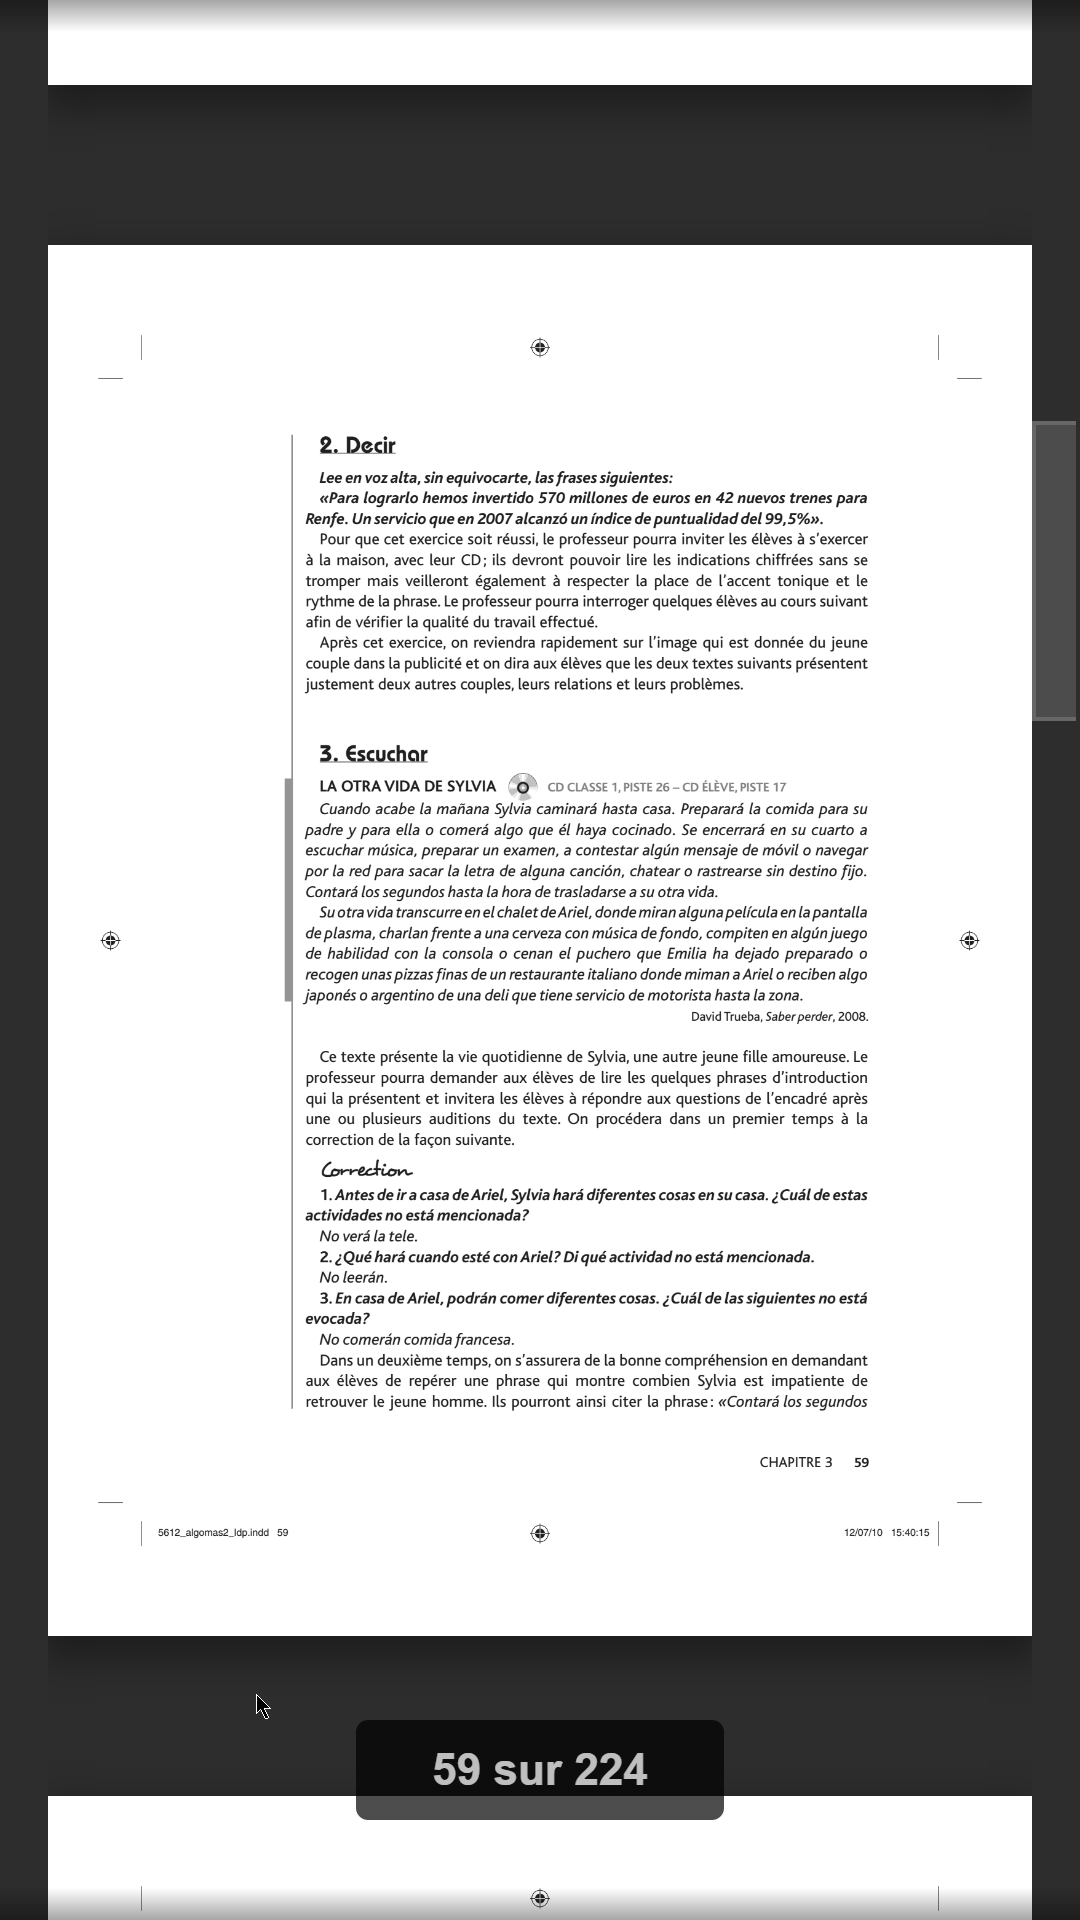 2. Decir
Lee en voz alta, sin equivocarte, las frases siguientes:
«Para lograrlo hemos invertido 570 millones de euros en 42 nuevos trenes para
Renfe. Un servicio que en 2007 alcanzó un índice de puntualidad del 99,5%».
Pour que cet exercice soit réussi, le professeur pourra inviter les élèves à s'exercer
à la maison, avec leur CD ; ils devront pouvoir lire les indications chiffrées sans se
tromper mais veilleront également à respecter la place de l'accent tonique et le
rythme de la phrase. Le professeur pourra interroger quelques élèves au cours suivant
afin de vérifier la qualité du travail effectué.
Après cet exercice, on reviendra rapidement sur l'image qui est donnée du jeune
couple dans la publicité et on dira aux élèves que les deux textes suivants présentent
justement deux autres couples, leurs relations et leurs problèmes.
3. Escuchar
LA OTRA VIDA DE SYLVIA CD CLASSE 1, PISTE 26 – CD ÉLÈVE, PISTE 17
Cuando acabe la mañana Sylvia caminará hasta casa. Preparará la comida para su
padre y para ella o comerá algo que él haya cocinado. Se encerrará en su cuarto a
escuchar música, preparar un examen, a contestar algún mensaje de móvil o navegar
por la red para sacar la letra de alguna canción, chatear o rastrearse sin destino fijo.
Contará los segundos hasta la hora de trasladarse a su otra vida.
Su otra vida transcurre en el chalet de Ariel, donde miran alguna película en la pantalla
de plasma, charlan frente a una cerveza con música de fondo, compiten en algún juego
de habilidad con la consola o cenan el puchero que Emilia ha dejado preparado o
recogen unas pizzas finas de un restaurante italiano donde miman a Ariel o reciben algo
japonés o argentino de una deli que tiene servicio de motorista hasta la zona.
David Trueba, Saber perder, 2008.
Ce texte présente la vie quotidienne de Sylvia, une autre jeune fille amoureuse. Le
professeur pourra demander aux élèves de lire les quelques phrases d'introduction
qui la présentent et invitera les élèves à répondre aux questions de l'encadré après
une ou plusieurs auditions du texte. On procédera dans un premier temps à la
correction de la façon suivante.
Correction
1. Antes de ir a casa de Ariel, Sylvia hará diferentes cosas en su casa. ¿Cuál de estas
actividades no está mencionada?
No verá la tele.
2. ¿Qué hará cuando esté con Ariel? Di qué actividad no está mencionada.
No leerán.
3. En casa de Ariel, podrán comer diferentes cosas. ¿Cuál de las siguientes no está
evocada?
No comerán comida francesa.
Dans un deuxième temps, on s'assurera de la bonne compréhension en demandant
aux élèves de repérer une phrase qui montre combien Sylvia est impatiente de
retrouver le jeune homme. Ils pourront ainsi citer la phrase : «Contará los segundos
CHAPITRE 3 59
5612_algomas2_ldp.indd 59 12/07/10 15:40:15
59 sur 224